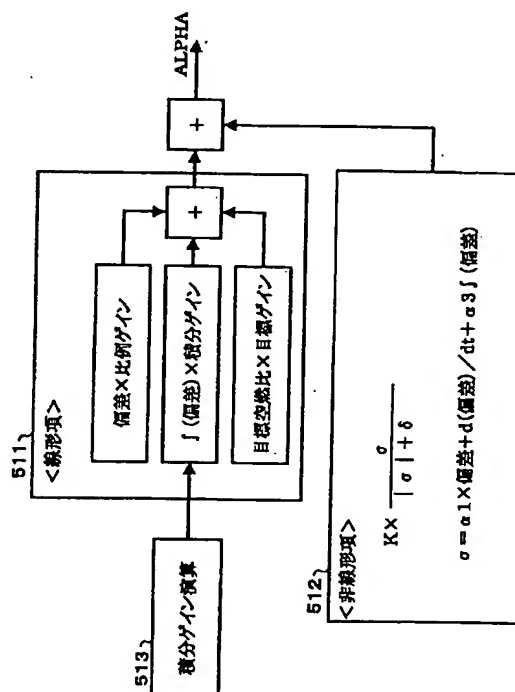 513
積分ゲイン演算
511
＜線形項＞
偏差×比例ゲイン
∫(偏差)×積分ゲイン
目標空燃比×目標ゲイン
+
+
ALPHA
512
＜非線形項＞
K× σ / |σ|+δ
σ=α1×偏差+d(偏差)/dt+α3∫(偏差)